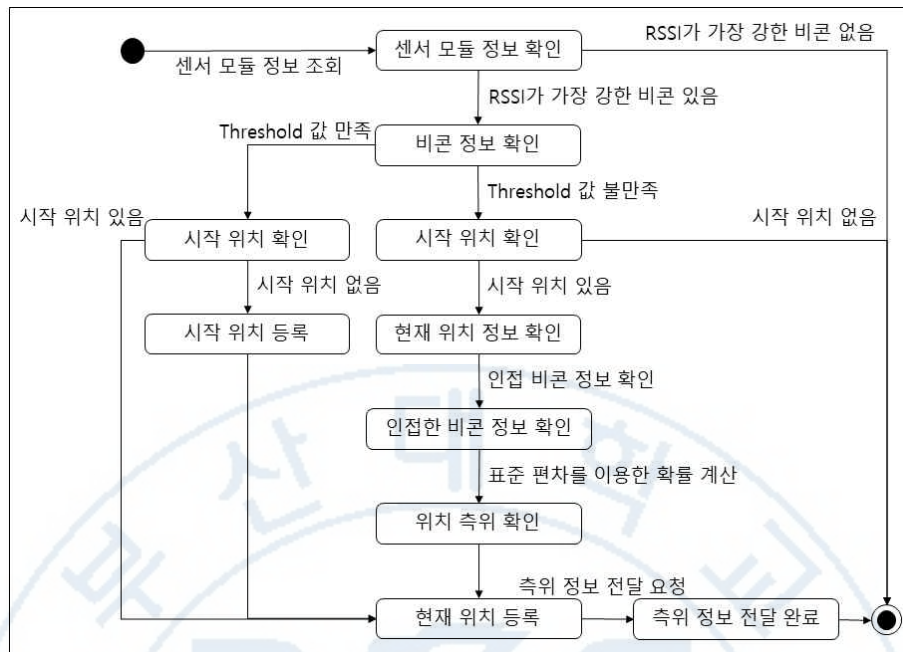 RSSI가 가장 강한 비콘 없음
센서 모듈 정보 확인
센서 모듈 정보 조회
RSSI가 가장 강한 비콘 있음
Threshold 값 만족
비콘 정보 확인
Threshold 값 불만족
시작 위치 있음
시작 위치 없음
시작 위치 확인
시작 위치 확인
시작 위치 없음
시작 위치 있음
시작 위치 등록
현재 위치 정보 확인
인접 비콘 정보 확인
인접한 비콘 정보 확인
표준 편차를 이용한 확률 계산
위치 측위 확인
측위 정보 전달 요청
현재 위치 등록
측위 정보 전달 완료
부산대학교